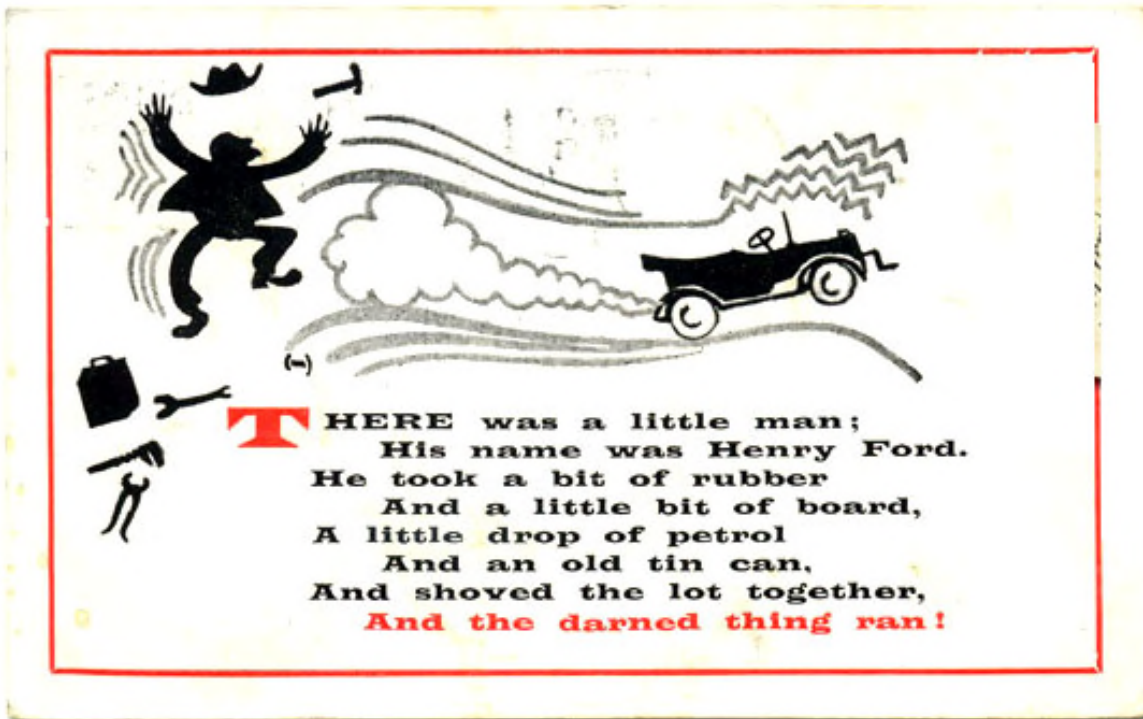 (1)
THERE was a little man;
His name was Henry Ford.
He took a bit of rubber
And a little bit of board,
A little drop of petrol
And an old tin can,
And shoved the lot together,
And the darned thing ran!